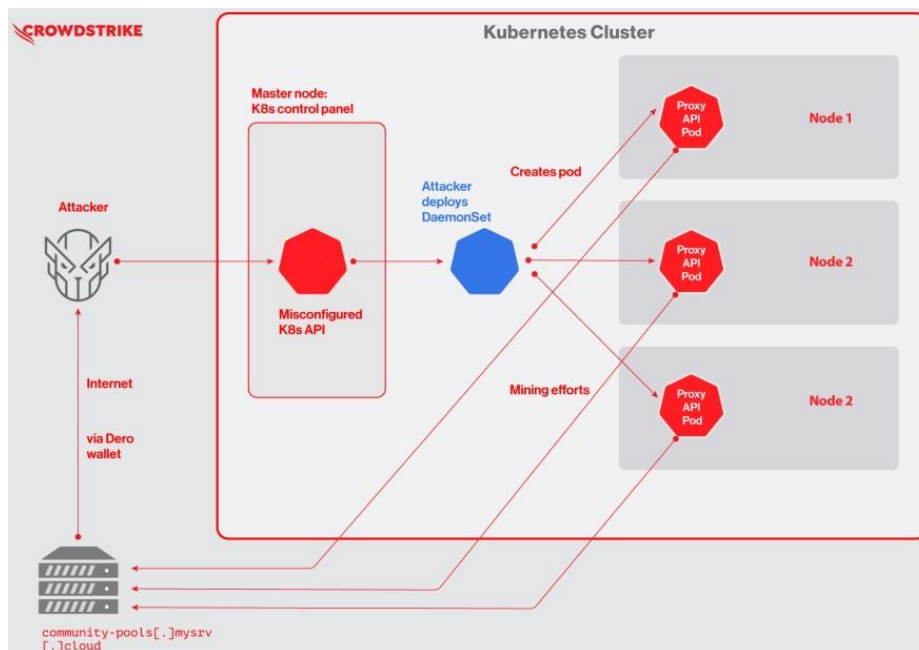 CROWDSTRIKE
Kubernetes Cluster
Master node:
K8s control panel
Attacker
Misconfigured
K8s API
Attacker
deploys
DaemonSet
Creates pod
Proxy
API
Pod
Node 1
Proxy
API
Pod
Node 2
Proxy
API
Pod
Node 2
Mining efforts
Internet
via Dero
wallet
community-pools[.]mysrv
[.]cloud